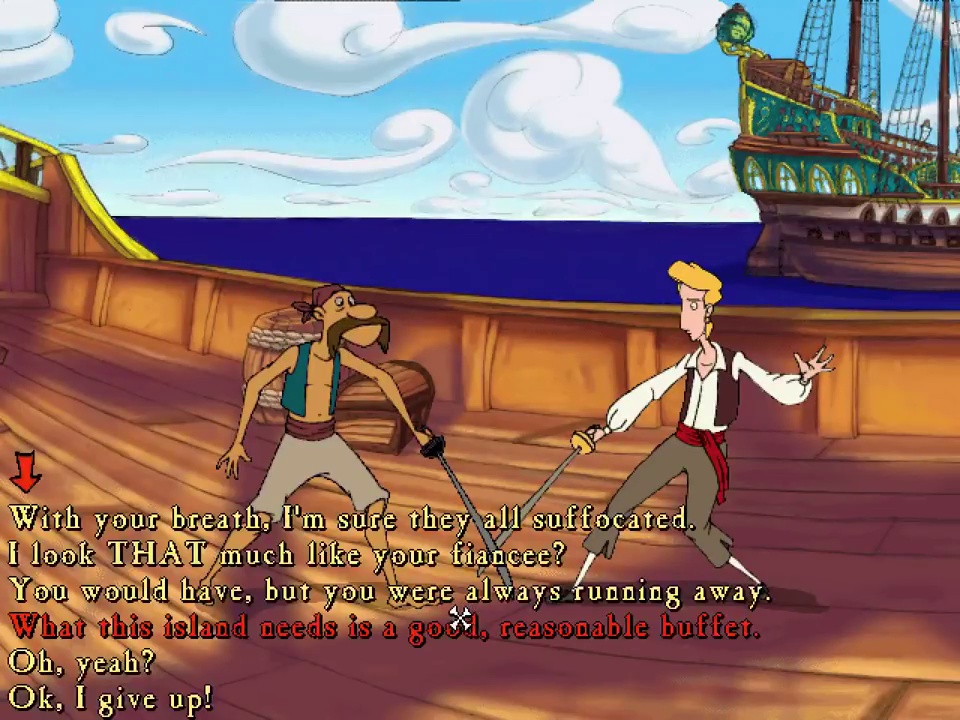 With your breath, I'm sure they all suffocated.
I look THAT much like your fiancee?
You would have, but you were always running away.
What this island needs is a good, reasonable buffet.
Oh, yeah?
Ok, I give up!